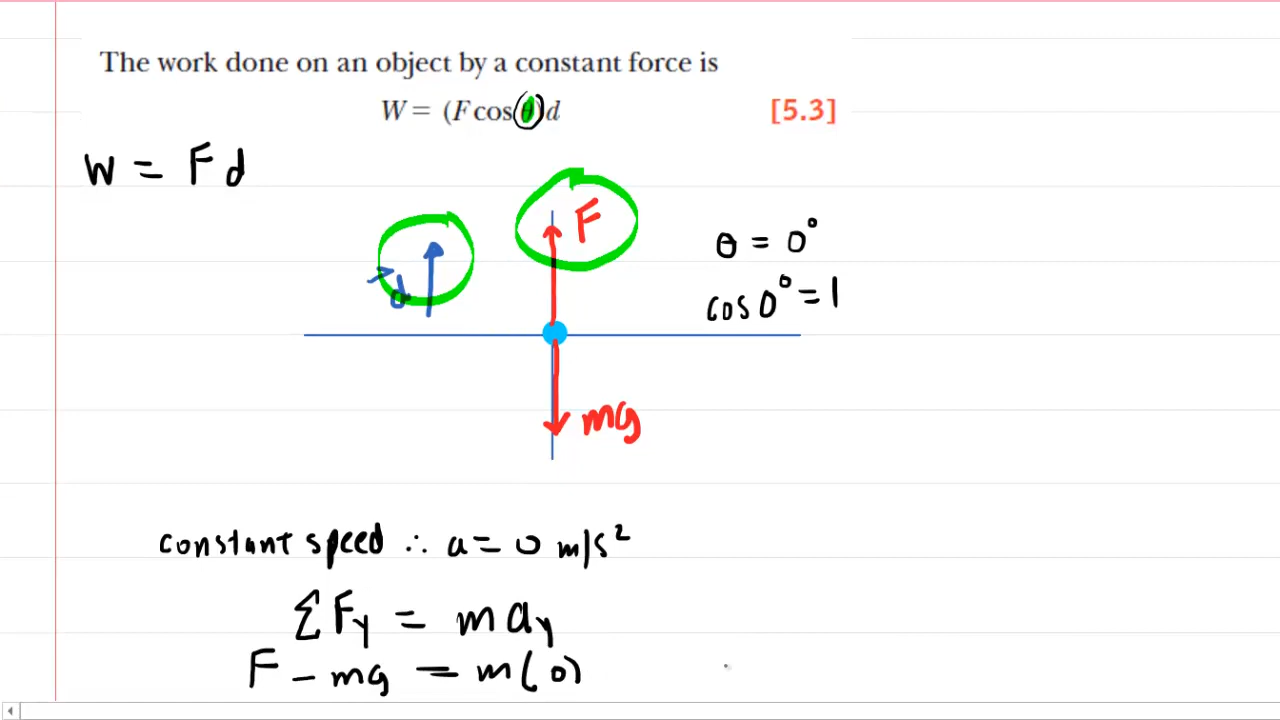 The work done on an object by a constant force is
W = (F cos θ)d [5.3]
W = F d
F
d
θ = 0°
cos 0° = 1
mg
constant speed ∴ a = 0 m/s²
ΣFy = may
F - mg = m(0)